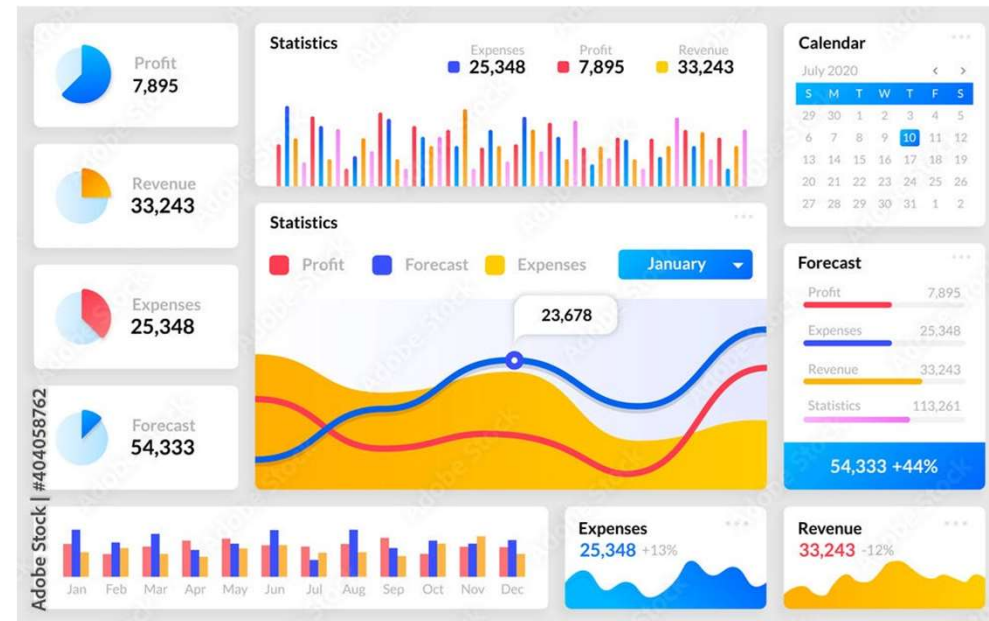 Profit
7,895
Revenue
33,243
Expenses
25,348
Forecast
54,333
Statistics
Expenses Profit Revenue
25,348 7,895 33,243
Statistics
Profit Forecast Expenses January
23,678
Calendar
July 2020 < >
S M T W T F S
29 30 1 2 3 4 5
6 7 8 9 10 11 12
13 14 15 16 17 18 19
20 21 22 23 24 25 26
27 28 29 30 31 1 2
Forecast
Profit 7,895
Expenses 25,348
Revenue 33,243
Statistics 113,261
54,333 +44%
Jan Feb Mar Apr May Jun Jul Aug Sep Oct Nov Dec
Expenses
25,348 +13%
Revenue
33,243 -12%
Adobe Stock | #404058762